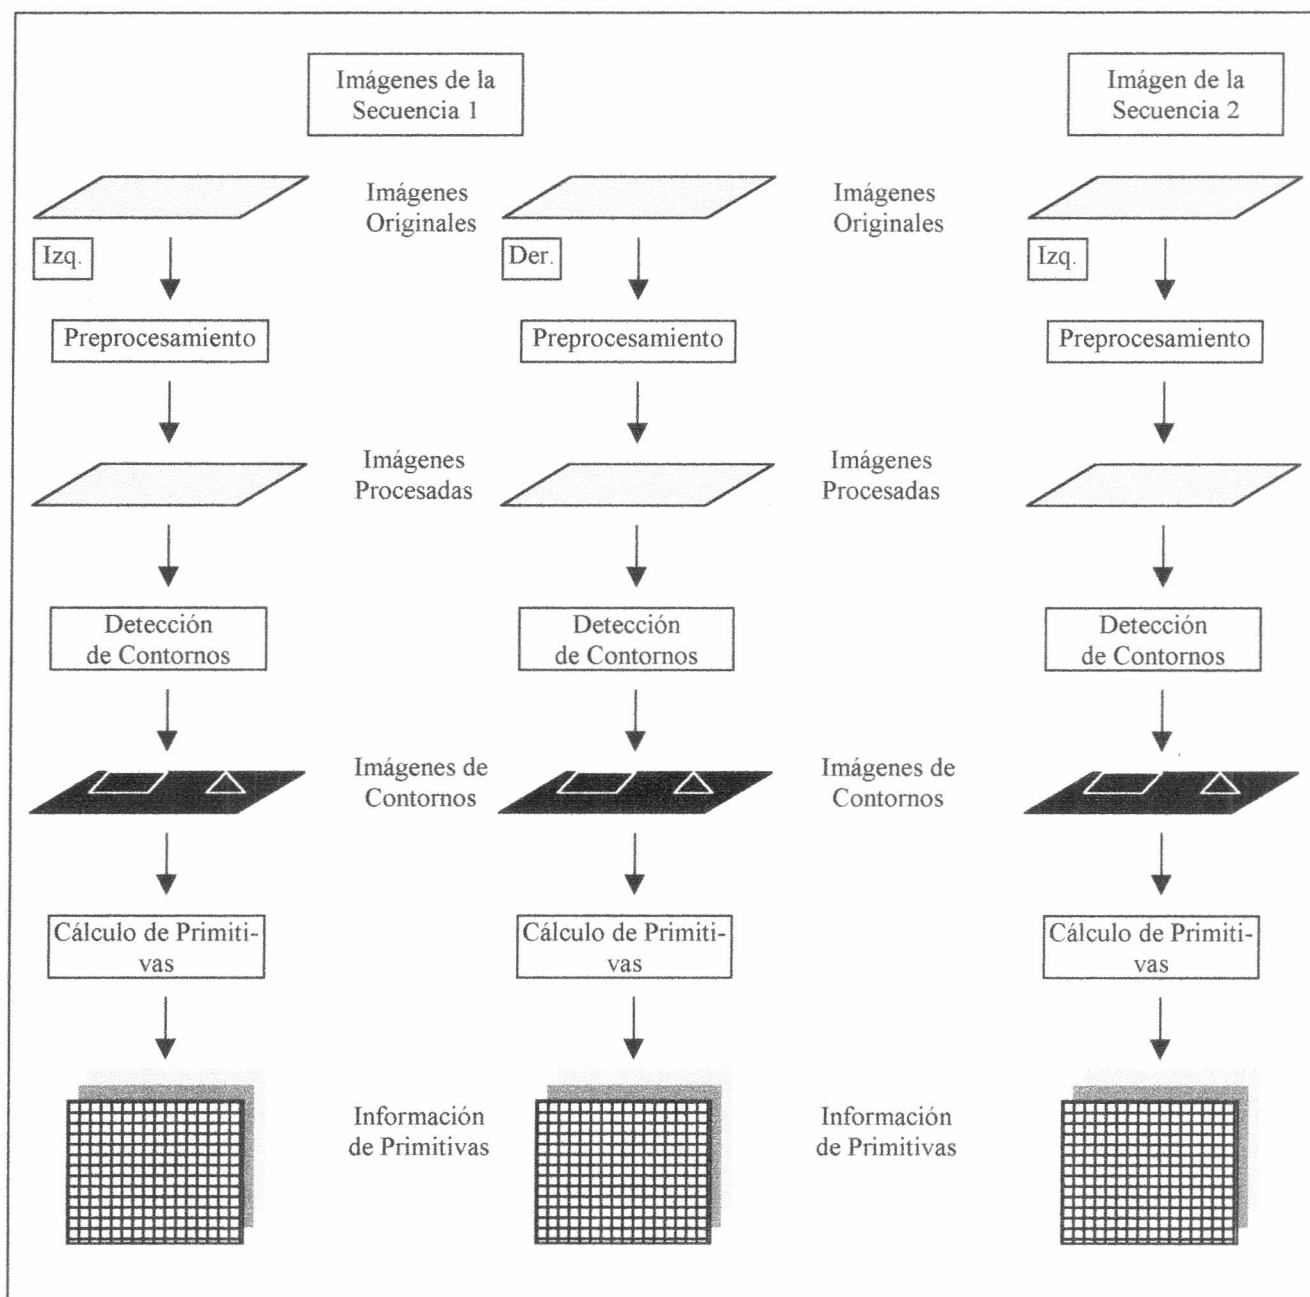 Imágenes de la
Secuencia 1
Imágen de la
Secuencia 2
Imágenes
Originales
Imágenes
Originales
Izq.
Der.
Izq.
Preprocesamiento
Preprocesamiento
Preprocesamiento
Imágenes
Procesadas
Imágenes
Procesadas
Detección
de Contornos
Detección
de Contornos
Detección
de Contornos
Imágenes de
Contornos
Imágenes de
Contornos
Cálculo de Primiti-
vas
Cálculo de Primiti-
vas
Cálculo de Primiti-
vas
Información
de Primitivas
Información
de Primitivas